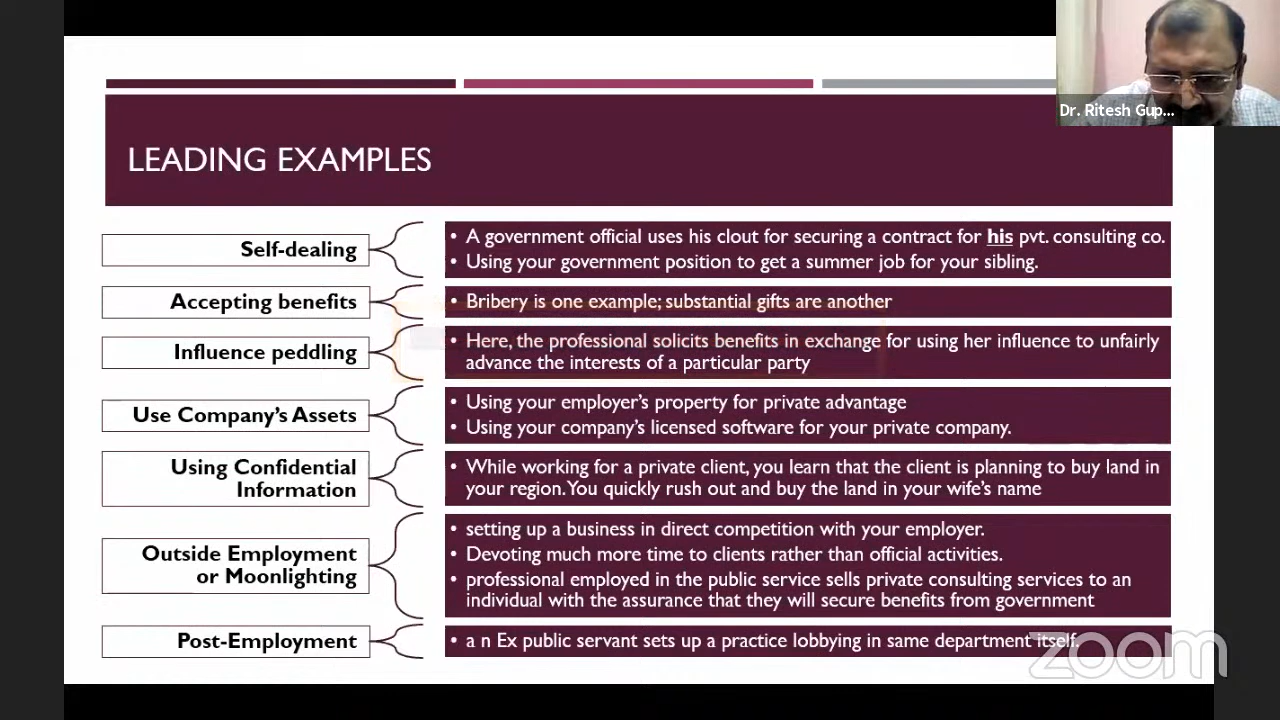 Dr. Ritesh Gup...
LEADING EXAMPLES
Self-dealing
• A government official uses his clout for securing a contract for his pvt. consulting co.
• Using your government position to get a summer job for your sibling.
Accepting benefits
• Bribery is one example; substantial gifts are another
Influence peddling
• Here, the professional solicits benefits in exchange for using her influence to unfairly
advance the interests of a particular party
Use Company's Assets
• Using your employer's property for private advantage
• Using your company's licensed software for your private company.
Using Confidential
Information
• While working for a private client, you learn that the client is planning to buy land in
your region. You quickly rush out and buy the land in your wife's name
Outside Employment
or Moonlighting
• setting up a business in direct competition with your employer.
• Devoting much more time to clients rather than official activities.
• professional employed in the public service sells private consulting services to an
individual with the assurance that they will secure benefits from government
Post-Employment
• a n Ex public servant sets up a practice lobbying in same department itself.
zoom